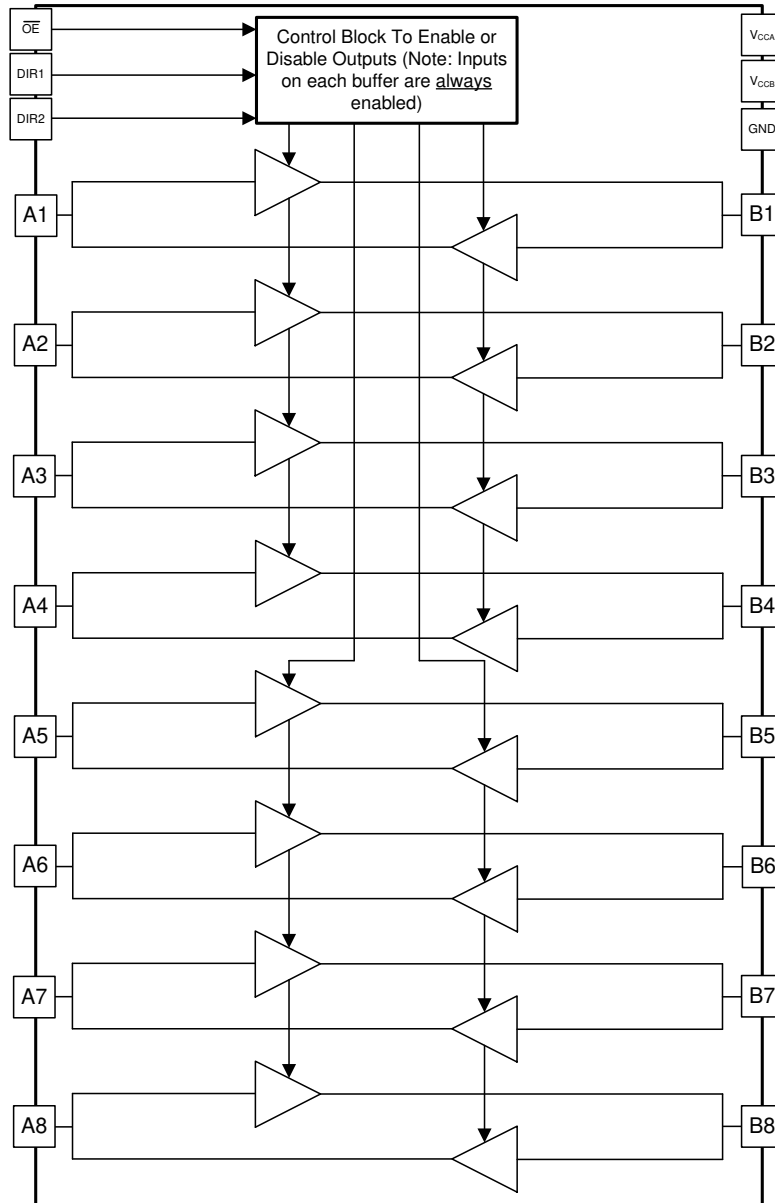 O̅E̅
DIR1
DIR2
Control Block To Enable or
Disable Outputs (Note: Inputs
on each buffer are always
enabled)
VCCA
VCCB
GND
A1
B1
A2
B2
A3
B3
A4
B4
A5
B5
A6
B6
A7
B7
A8
B8